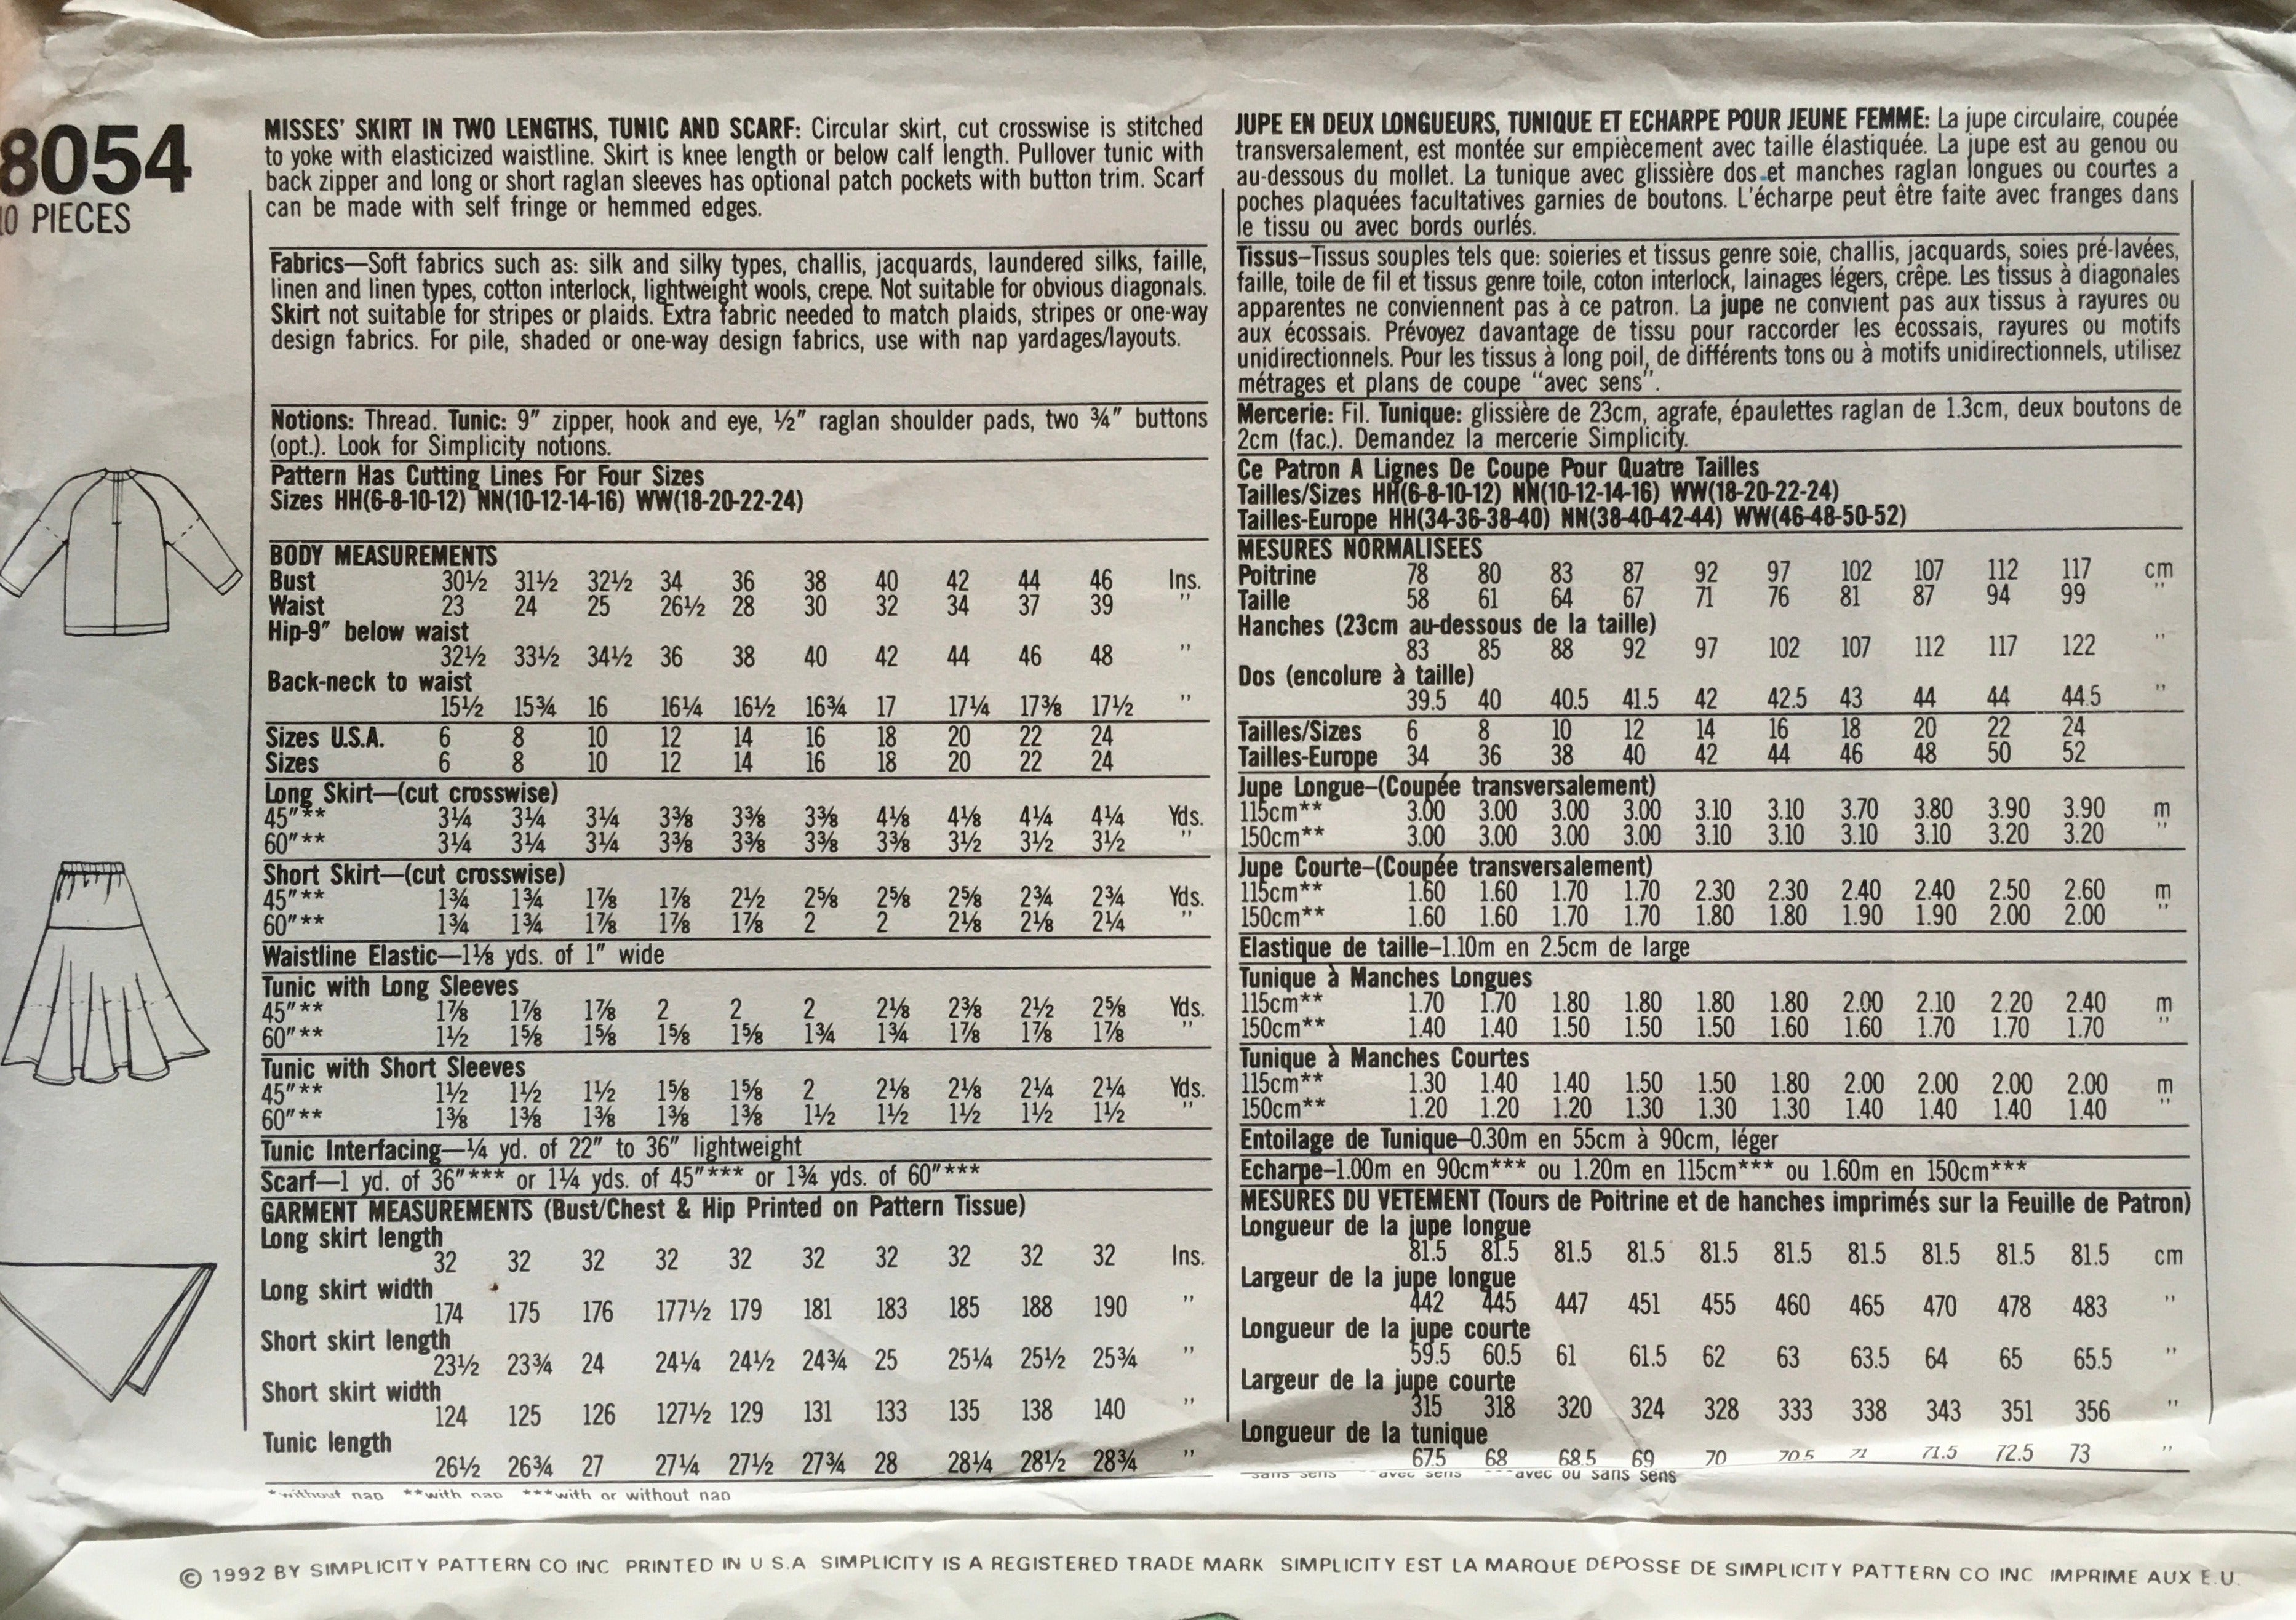 8054
10 PIECES
MISSES' SKIRT IN TWO LENGTHS, TUNIC AND SCARF: Circular skirt, cut crosswise is stitched
to yoke with elasticized waistline. Skirt is knee length or below calf length. Pullover tunic with
back zipper and long or short raglan sleeves has optional patch pockets with button trim. Scarf
can be made with self fringe or hemmed edges.
Fabrics—Soft fabrics such as: silk and silky types, challis, jacquards, laundered silks, faille,
linen and linen types, cotton interlock, lightweight wools, crepe. Not suitable for obvious diagonals.
Skirt not suitable for stripes or plaids. Extra fabric needed to match plaids, stripes or one-way
design fabrics. For pile, shaded or one-way design fabrics, use with nap yardages/layouts.
Notions: Thread. Tunic: 9" zipper, hook and eye, ½" raglan shoulder pads, two ¾" buttons
(opt.). Look for Simplicity notions.
Pattern Has Cutting Lines For Four Sizes
Sizes HH(6-8-10-12) NN(10-12-14-16) WW(18-20-22-24)
BODY MEASUREMENTS
Bust 30½ 31½ 32½ 34 36 38 40 42 44 46 Ins.
Waist 23 24 25 26½ 28 30 32 34 37 39 "
Hip-9" below waist
32½ 33½ 34½ 36 38 40 42 44 46 48 "
Back-neck to waist
15½ 15¾ 16 16¼ 16½ 16¾ 17 17¼ 17⅜ 17½ "
Sizes U.S.A. 6 8 10 12 14 16 18 20 22 24
Sizes 6 8 10 12 14 16 18 20 22 24
Long Skirt—(cut crosswise)
45"** 3¼ 3¼ 3¼ 3⅜ 3⅜ 3⅜ 4⅛ 4⅛ 4¼ 4¼ Yds.
60"** 3¼ 3¼ 3¼ 3⅜ 3⅜ 3⅜ 3⅜ 3½ 3½ 3½ "
Short Skirt—(cut crosswise)
45"** 1¾ 1¾ 1⅞ 1⅞ 2½ 2⅝ 2⅝ 2⅝ 2¾ 2¾ Yds.
60"** 1¾ 1¾ 1⅞ 1⅞ 1⅞ 2 2 2⅛ 2⅛ 2¼ "
Waistline Elastic—1⅛ yds. of 1" wide
Tunic with Long Sleeves
45"** 1⅞ 1⅞ 1⅞ 2 2 2 2⅛ 2⅜ 2½ 2⅝ Yds.
60"** 1½ 1⅝ 1⅝ 1⅝ 1⅝ 1¾ 1¾ 1⅞ 1⅞ 1⅞ "
Tunic with Short Sleeves
45"** 1½ 1½ 1½ 1⅝ 1⅝ 2 2⅛ 2⅛ 2¼ 2¼ Yds.
60"** 1⅜ 1⅜ 1⅜ 1⅜ 1⅜ 1½ 1½ 1½ 1½ 1½ "
Tunic Interfacing—¼ yd. of 22" to 36" lightweight
Scarf—1 yd. of 36"*** or 1¼ yds. of 45"*** or 1¾ yds. of 60"***
GARMENT MEASUREMENTS (Bust/Chest & Hip Printed on Pattern Tissue)
Long skirt length
32 32 32 32 32 32 32 32 32 32 Ins.
Long skirt width
174 175 176 177½ 179 181 183 185 188 190 "
Short skirt length
23½ 23¾ 24 24¼ 24½ 24¾ 25 25¼ 25½ 25¾ "
Short skirt width
124 125 126 127½ 129 131 133 135 138 140 "
Tunic length
26½ 26¾ 27 27¼ 27½ 27¾ 28 28¼ 28½ 28¾ "
*without nap **with nap ***with or without nap
JUPE EN DEUX LONGUEURS, TUNIQUE ET ECHARPE POUR JEUNE FEMME: La jupe circulaire, coupée
transversalement, est montée sur empiècement avec taille élastiquée. La jupe est au genou ou
au-dessous du mollet. La tunique avec glissière dos et manches raglan longues ou courtes a
poches plaquées facultatives garnies de boutons. L'écharpe peut être faite avec franges dans
le tissu ou avec bords ourlés.
Tissus—Tissus souples tels que: soieries et tissus genre soie, challis, jacquards, soies pré-lavées,
faille, toile de fil et tissus genre toile, coton interlock, lainages légers, crêpe. Les tissus à diagonales
apparentes ne conviennent pas à ce patron. La jupe ne convient pas aux tissus à rayures ou
aux écossais. Prévoyez davantage de tissu pour raccorder les écossais, rayures ou motifs
unidirectionnels. Pour les tissus à long poil, de différents tons ou à motifs unidirectionnels, utilisez
métrages et plans de coupe "avec sens".
Mercerie: Fil. Tunique: glissière de 23cm, agrafe, épaulettes raglan de 1.3cm, deux boutons de
2cm (fac.). Demandez la mercerie Simplicity.
Ce Patron A Lignes De Coupe Pour Quatre Tailles
Tailles/Sizes HH(6-8-10-12) NN(10-12-14-16) WW(18-20-22-24)
Tailles-Europe HH(34-36-38-40) NN(38-40-42-44) WW(46-48-50-52)
MESURES NORMALISEES
Poitrine 78 80 83 87 92 97 102 107 112 117 cm
Taille 58 61 64 67 71 76 81 87 94 99 "
Hanches (23cm au-dessous de la taille)
83 85 88 92 97 102 107 112 117 122 "
Dos (encolure à taille)
39.5 40 40.5 41.5 42 42.5 43 44 44 44.5 "
Tailles/Sizes 6 8 10 12 14 16 18 20 22 24
Tailles-Europe 34 36 38 40 42 44 46 48 50 52
Jupe Longue-(Coupée transversalement)
115cm** 3.00 3.00 3.00 3.00 3.10 3.10 3.70 3.80 3.90 3.90 m
150cm** 3.00 3.00 3.00 3.00 3.10 3.10 3.10 3.10 3.20 3.20 "
Jupe Courte-(Coupée transversalement)
115cm** 1.60 1.60 1.70 1.70 2.30 2.30 2.40 2.40 2.50 2.60 m
150cm** 1.60 1.60 1.70 1.70 1.80 1.80 1.90 1.90 2.00 2.00 "
Elastique de taille-1.10m en 2.5cm de large
Tunique à Manches Longues
115cm** 1.70 1.70 1.80 1.80 1.80 1.80 2.00 2.10 2.20 2.40 m
150cm** 1.40 1.40 1.50 1.50 1.50 1.60 1.60 1.70 1.70 1.70 "
Tunique à Manches Courtes
115cm** 1.30 1.40 1.40 1.50 1.50 1.80 2.00 2.00 2.00 2.00 m
150cm** 1.20 1.20 1.20 1.30 1.30 1.30 1.40 1.40 1.40 1.40 "
Entoilage de Tunique-0.30m en 55cm à 90cm, léger
Echarpe-1.00m en 90cm*** ou 1.20m en 115cm*** ou 1.60m en 150cm***
MESURES DU VETEMENT (Tours de Poitrine et de hanches imprimés sur la Feuille de Patron)
Longueur de la jupe longue
81.5 81.5 81.5 81.5 81.5 81.5 81.5 81.5 81.5 81.5 cm
Largeur de la jupe longue
442 445 447 451 455 460 465 470 478 483 "
Longueur de la jupe courte
59.5 60.5 61 61.5 62 63 63.5 64 65 65.5 "
Largeur de la jupe courte
315 318 320 324 328 333 338 343 351 356 "
Longueur de la tunique
67.5 68 68.5 69 70 70.5 71 71.5 72.5 73 "
sans sens avec sens avec ou sans sens
© 1992 BY SIMPLICITY PATTERN CO INC PRINTED IN U S.A SIMPLICITY IS A REGISTERED TRADE MARK SIMPLICITY EST LA MARQUE DEPOSSE DE SIMPLICITY PATTERN CO INC IMPRIME AUX E.U.